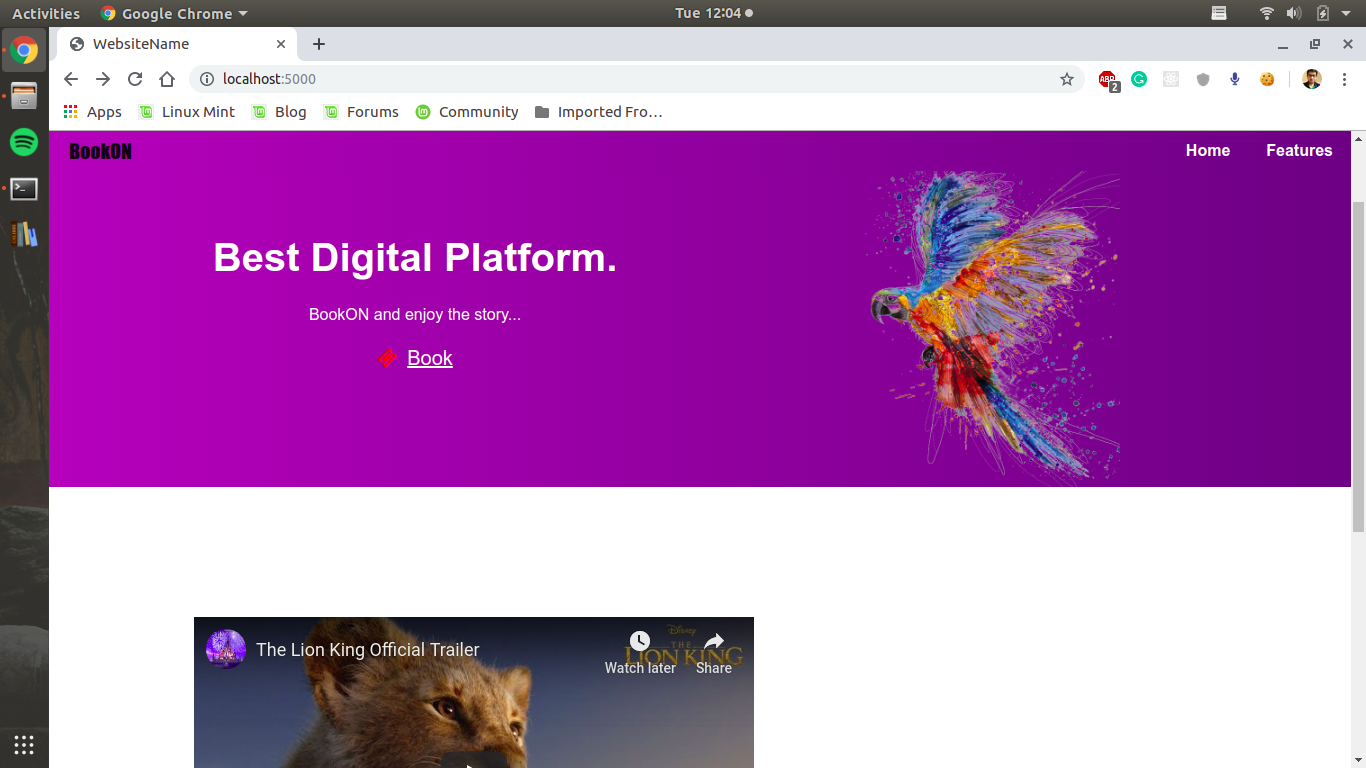 Activities Google Chrome Tue 12:04
WebsiteName
localhost:5000
ABP 2
Apps Linux Mint Blog Forums Community Imported Fro…
BookON Home Features
Best Digital Platform.
BookON and enjoy the story...
Book
The Lion King Official Trailer
Watch later Share
Disney
THE
LION KING